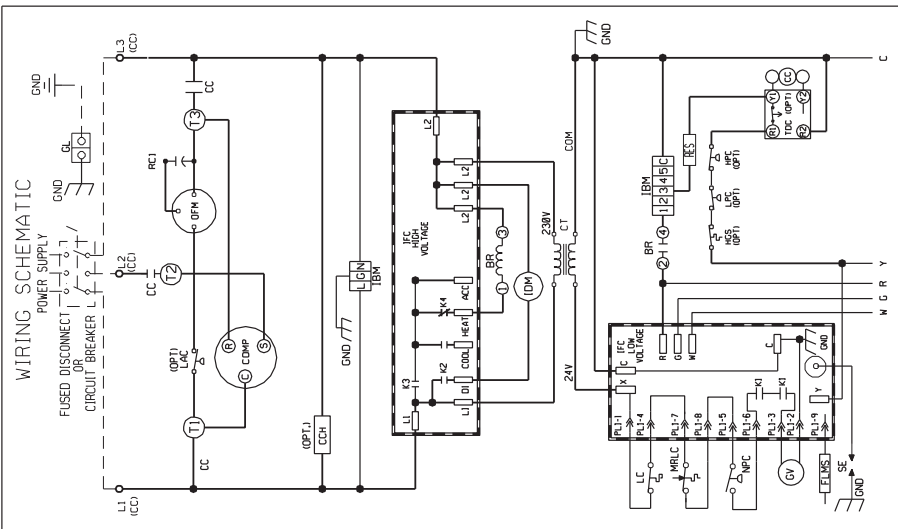 WIRING SCHEMATIC
POWER SUPPLY
FUSED DISCONNECT
OR
CIRCUIT BREAKER
GND
GL
GND
L1
(CC)
L2
(CC)
L3
(CC)
CC
T1
(OPT)
LAC
OFM
RC1
T3
CC
CC
T2
C
COMP
R
S
(OPT.)
CCH
GND
L G N
IBM
IFC
HIGH
VOLTAGE
L1
K3
K2
K4
L1
D1
COOL
HEAT
ACC
L2
L2
L2
L2
1
BR
3
IDM
230V
CT
24V
COM
GND
BR
2
4
IBM
1 2 3 4 5 C
RES
HGS
(OPT)
LPC
(OPT)
HPC
(OPT)
R1
Y1
TDC (OPT)
R2
Y2
CC
IFC
LOW
VOLTAGE
X
C
R
G
W
C
Y
GND
PL1-1
PL1-4
PL1-7
PL1-8
PL1-5
PL1-6
PL1-3
PL1-2
PL1-9
K1
K1
LC
MRLC
NPC
GV
FLMS
SE
GND
W
G
R
Y
C